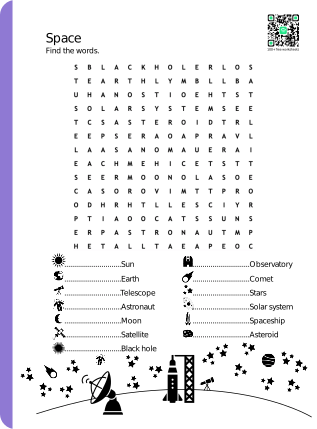 Space
Find the words.
S B L A C K H O L E R L O S
T E A R T H L Y M B L L B A
U H A N O S T I O E H T S T
S O L A R S Y S T E M S E E
T C S A S T E R O I D T R L
E E P S E R A O A P R A V L
L A A S A N O M A U E R A I
E A C H M E H I C E T S T T
S E E R M O O N O L A S O E
C A S O R O V I M T T P R O
O D H R H T L L E S C I Y R
P T I A O O C A T S S U N S
E R P A S T R O N A U T M P
H E T A L L T A E A P E O C
Sun
Observatory
Earth
Comet
Telescope
Stars
Astronaut
Solar system
Moon
Spaceship
Satellite
Asteroid
Black hole